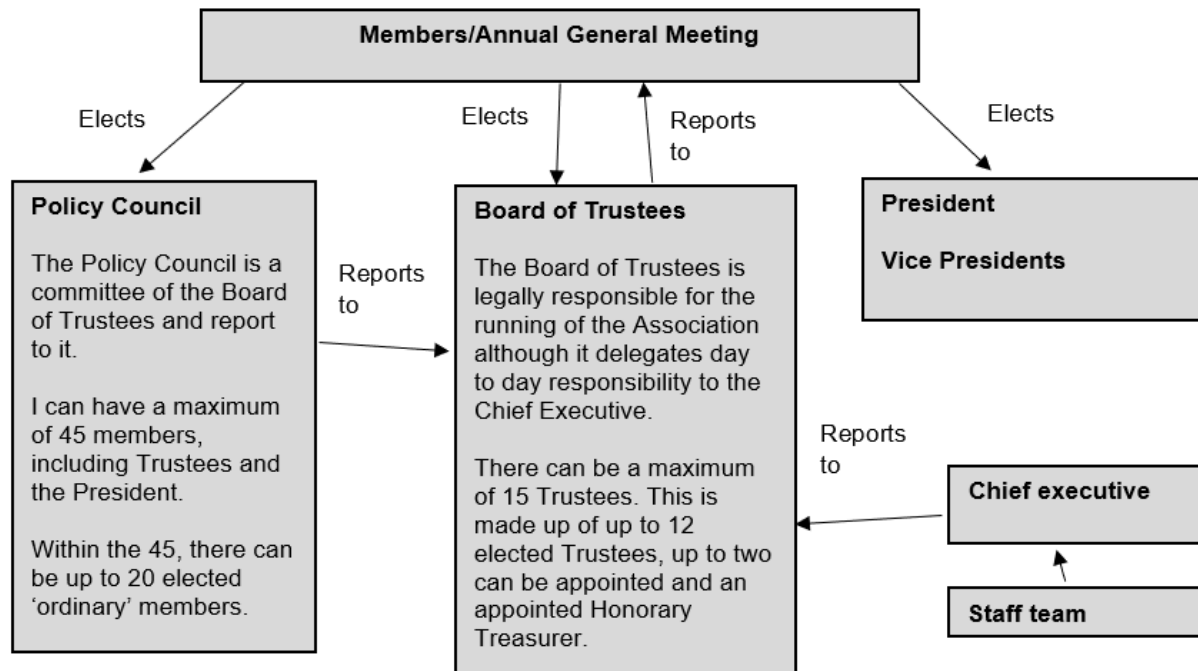 Members/Annual General Meeting
Elects
Elects
Reports
to
Elects
Policy Council
The Policy Council is a
committee of the Board
of Trustees and report
to it.
I can have a maximum
of 45 members,
including Trustees and
the President.
Within the 45, there can
be up to 20 elected
‘ordinary’ members.
Reports
to
Board of Trustees
The Board of Trustees is
legally responsible for the
running of the Association
although it delegates day
to day responsibility to the
Chief Executive.
There can be a maximum
of 15 Trustees. This is
made up of up to 12
elected Trustees, up to two
can be appointed and an
appointed Honorary
Treasurer.
President
Vice Presidents
Reports
to
Chief executive
Staff team